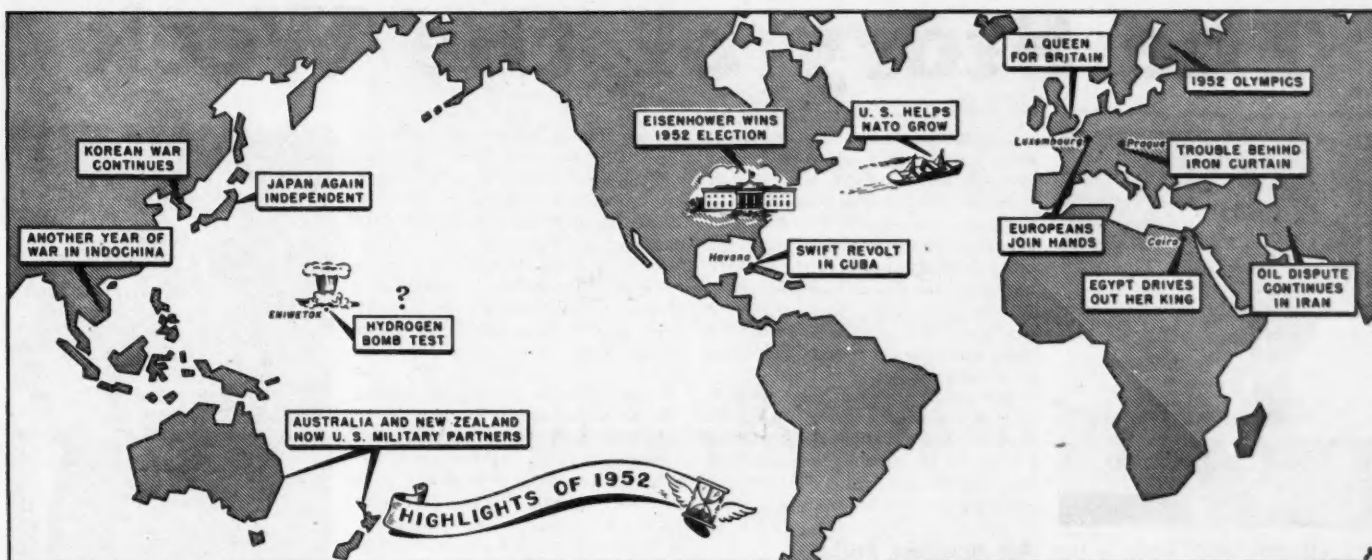 A QUEEN
FOR BRITAIN
1952 OLYMPICS
EISENHOWER WINS
1952 ELECTION
U. S. HELPS
NATO GROW
KOREAN WAR
CONTINUES
Luxembourg
Prague
TROUBLE BEHIND
IRON CURTAIN
JAPAN AGAIN
INDEPENDENT
ANOTHER YEAR OF
WAR IN INDOCHINA
EUROPEANS
JOIN HANDS
Cairo
Havana
SWIFT REVOLT
IN CUBA
EGYPT DRIVES
OUT HER KING
OIL DISPUTE
CONTINUES
IN IRAN
ENIWETOK
?
HYDROGEN
BOMB TEST
AUSTRALIA AND NEW ZEALAND
NOW U. S. MILITARY PARTNERS
HIGHLIGHTS OF 1952